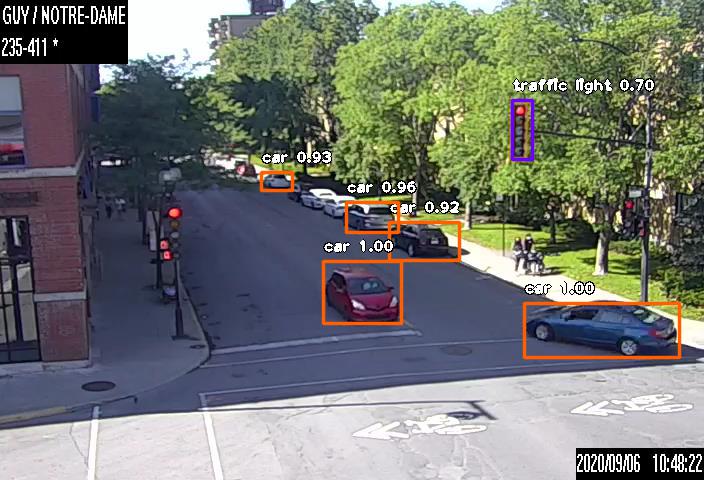 GUY / NOTRE-DAME
235-411 *
traffic light 0.70
car 0.93
car 0.96
car 0.92
car 1.00
car 1.00
2020/09/06 10:48:22